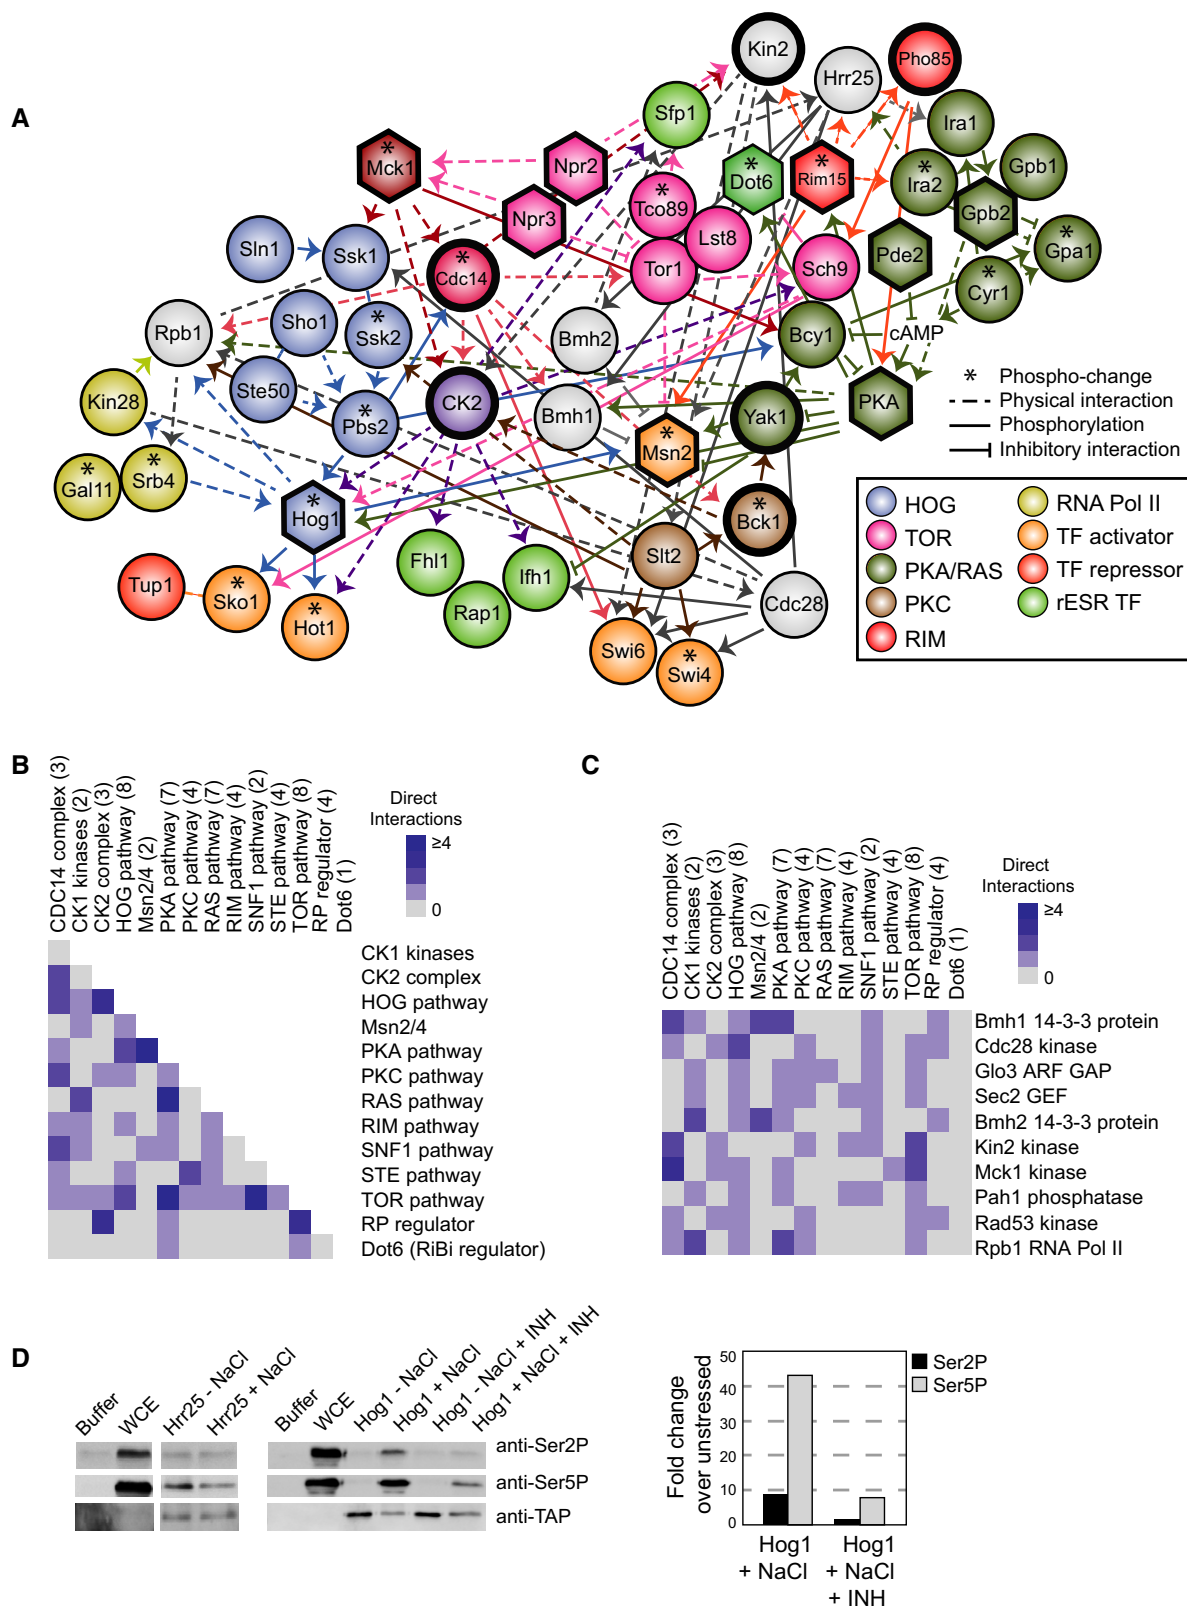 A
Kin2
Hrr25
Pho85
Sfp1
Ira1
* Mck1
Npr2
* Dot6
* Rim15
* Ira2
Gpb1
Npr3
* Tco89
Lst8
Gpb2
Sln1
Ssk1
* Cdc14
Tor1
Sch9
Pde2
* Gpa1
* Cyr1
Rpb1
Sho1
* Ssk2
Bmh2
Bcy1
cAMP
Kin28
Ste50
* Pbs2
CK2
Bmh1
* Msn2
Yak1
PKA
* Gal11
* Srb4
* Hog1
* Bck1
Tup1
* Sko1
* Hot1
Fhl1
Rap1
Ifh1
Slt2
Cdc28
Swi6
* Swi4
* Phospho-change
Physical interaction
Phosphorylation
Inhibitory interaction
HOG
TOR
PKA/RAS
PKC
RIM
RNA Pol II
TF activator
TF repressor
rESR TF
B
CDC14 complex (3)
CK1 kinases (2)
CK2 complex (3)
HOG pathway (8)
Msn2/4 (2)
PKA pathway (7)
PKC pathway (4)
RAS pathway (7)
RIM pathway (4)
SNF1 pathway (2)
STE pathway (4)
TOR pathway (8)
RP regulator (4)
Dot6 (1)
Direct
Interactions
≥4
0
CK1 kinases
CK2 complex
HOG pathway
Msn2/4
PKA pathway
PKC pathway
RAS pathway
RIM pathway
SNF1 pathway
STE pathway
TOR pathway
RP regulator
Dot6 (RiBi regulator)
C
CDC14 complex (3)
CK1 kinases (2)
CK2 complex (3)
HOG pathway (8)
Msn2/4 (2)
PKA pathway (7)
PKC pathway (4)
RAS pathway (7)
RIM pathway (4)
SNF1 pathway (2)
STE pathway (4)
TOR pathway (8)
RP regulator (4)
Dot6 (1)
Direct
Interactions
≥4
0
Bmh1 14-3-3 protein
Cdc28 kinase
Glo3 ARF GAP
Sec2 GEF
Bmh2 14-3-3 protein
Kin2 kinase
Mck1 kinase
Pah1 phosphatase
Rad53 kinase
Rpb1 RNA Pol II
D
Buffer
WCE
Hrr25 - NaCl
Hrr25 + NaCl
Buffer
WCE
Hog1 - NaCl
Hog1 + NaCl
Hog1 - NaCl + INH
Hog1 + NaCl + INH
anti-Ser2P
anti-Ser5P
anti-TAP
Fold change
over unstressed
50
40
30
20
10
0
Ser2P
Ser5P
Hog1
+ NaCl
Hog1
+ NaCl
+ INH